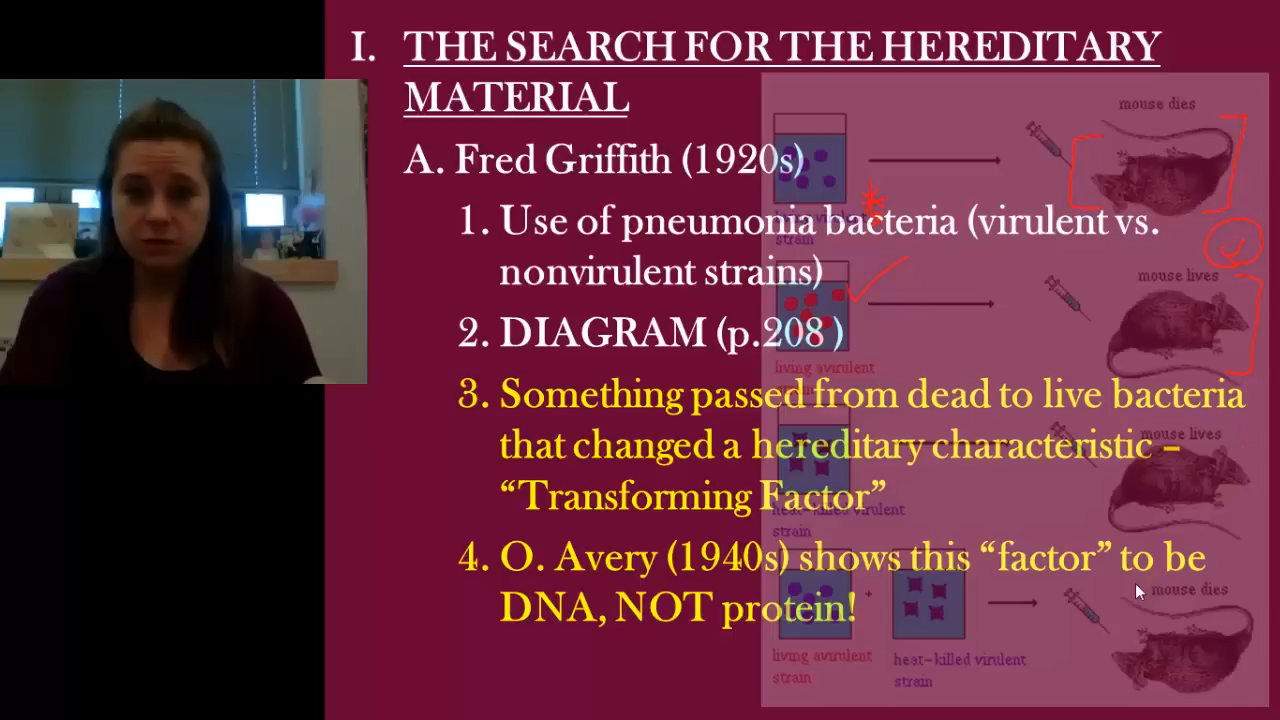 I. THE SEARCH FOR THE HEREDITARY
MATERIAL
A. Fred Griffith (1920s)
1. Use of pneumonia bacteria (virulent vs.
nonvirulent strains)
2. DIAGRAM (p.208 )
3. Something passed from dead to live bacteria
that changed a hereditary characteristic –
“Transforming Factor”
4. O. Avery (1940s) shows this “factor” to be
DNA, NOT protein!
mouse dies
strain
mouse lives
living avirulent
mouse lives
heat-killed virulent
strain
mouse dies
+
living avirulent
strain
heat-killed virulent
strain